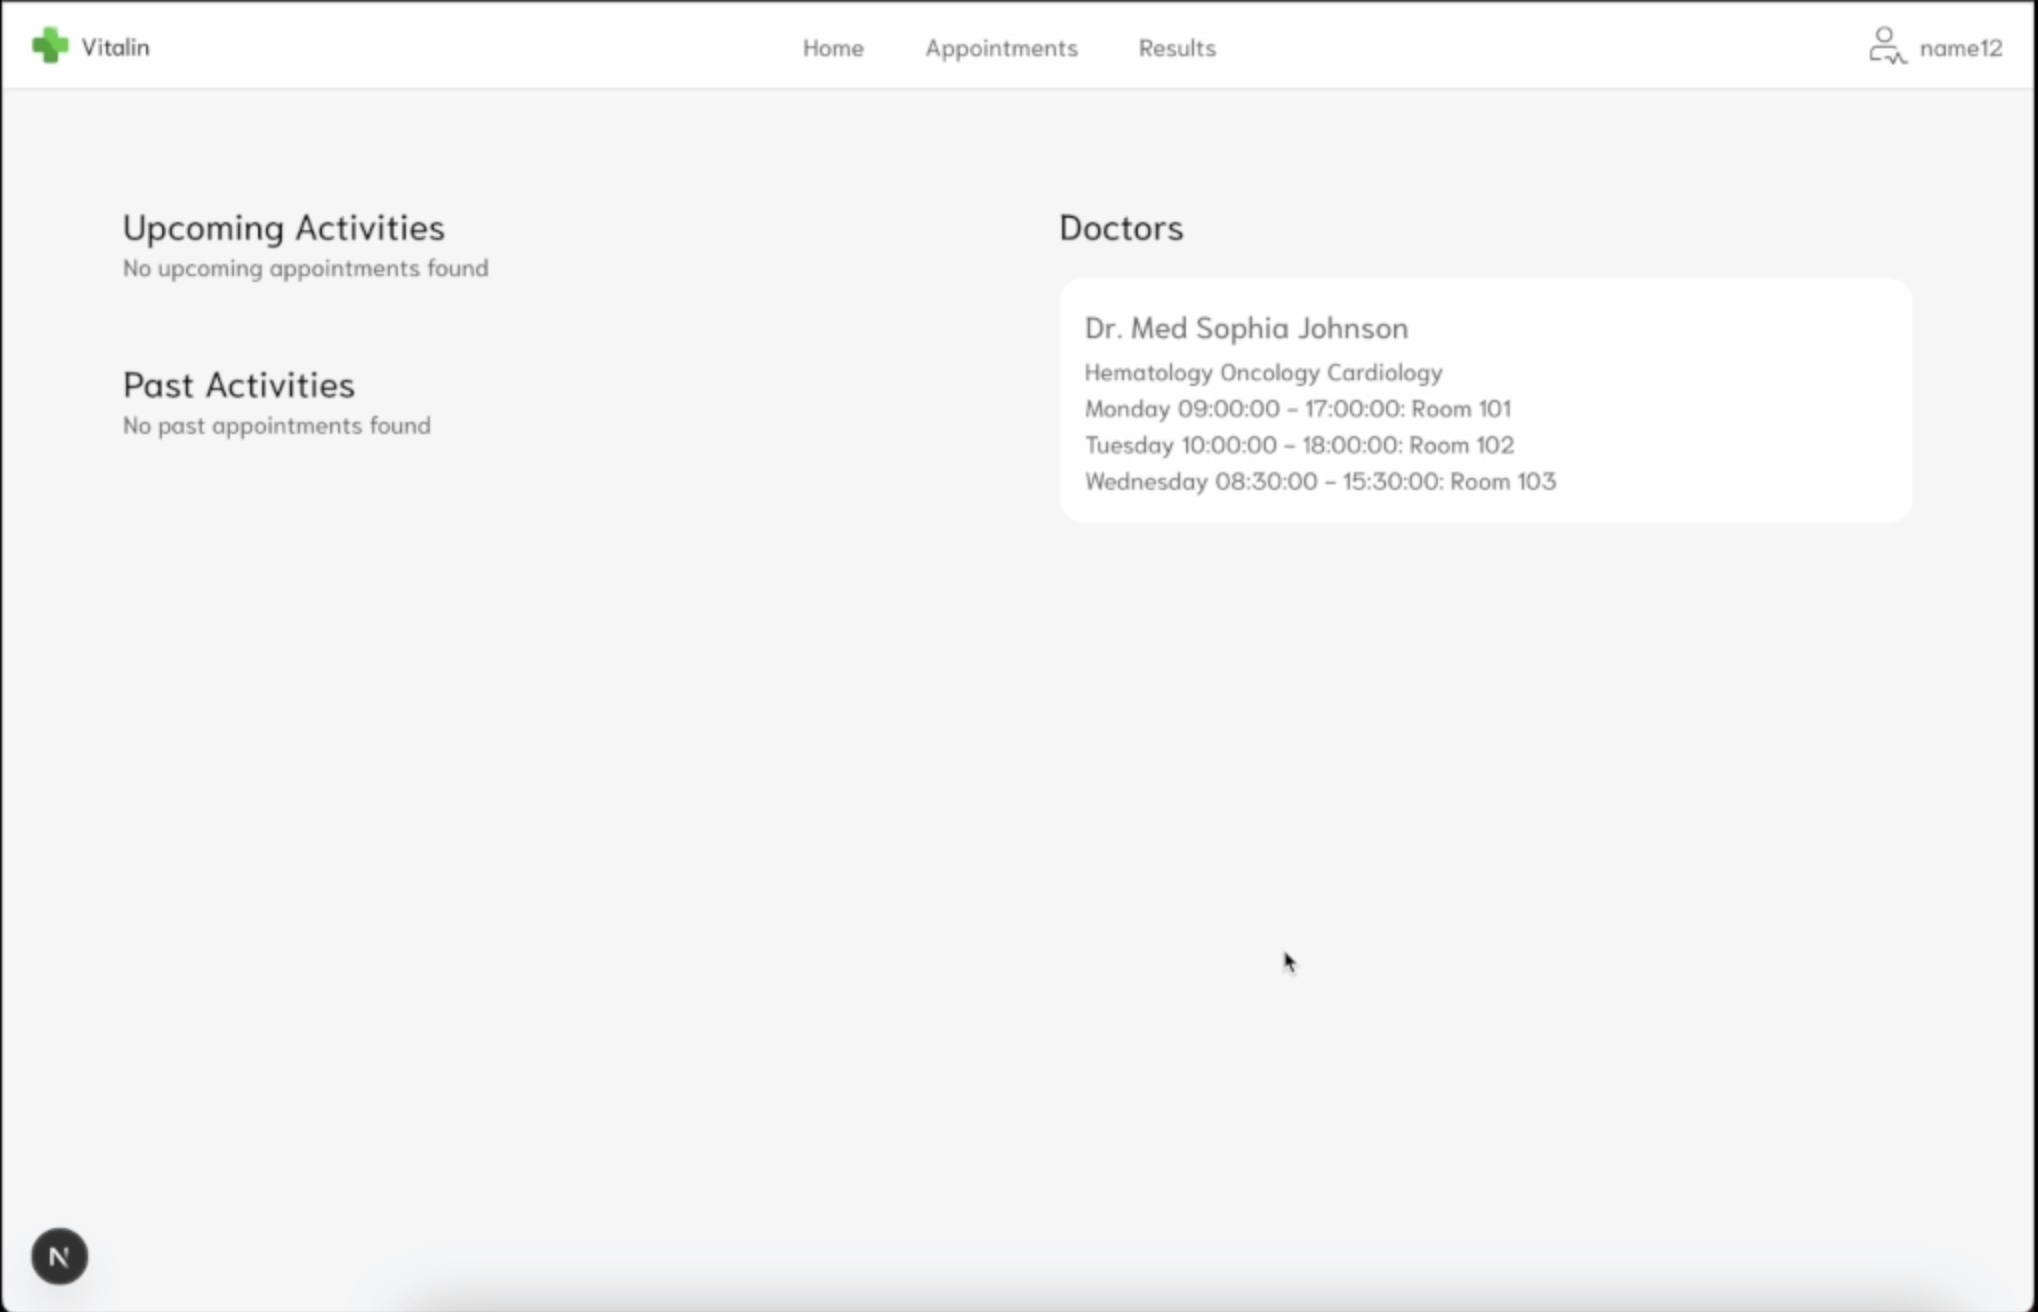 Vitalin
Home Appointments Results
name12
Upcoming Activities
No upcoming appointments found
Past Activities
No past appointments found
Doctors
Dr. Med Sophia Johnson
Hematology Oncology Cardiology
Monday 09:00:00 - 17:00:00: Room 101
Tuesday 10:00:00 - 18:00:00: Room 102
Wednesday 08:30:00 - 15:30:00: Room 103
N